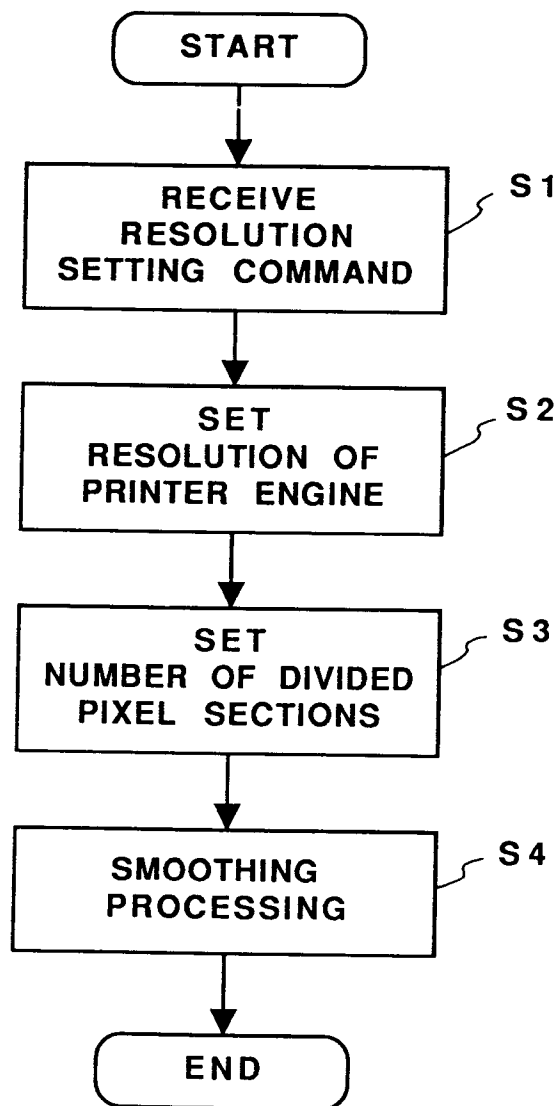 START
RECEIVE
RESOLUTION
SETTING COMMAND
S1
SET
RESOLUTION OF
PRINTER ENGINE
S2
SET
NUMBER OF DIVIDED
PIXEL SECTIONS
S3
SMOOTHING
PROCESSING
S4
END